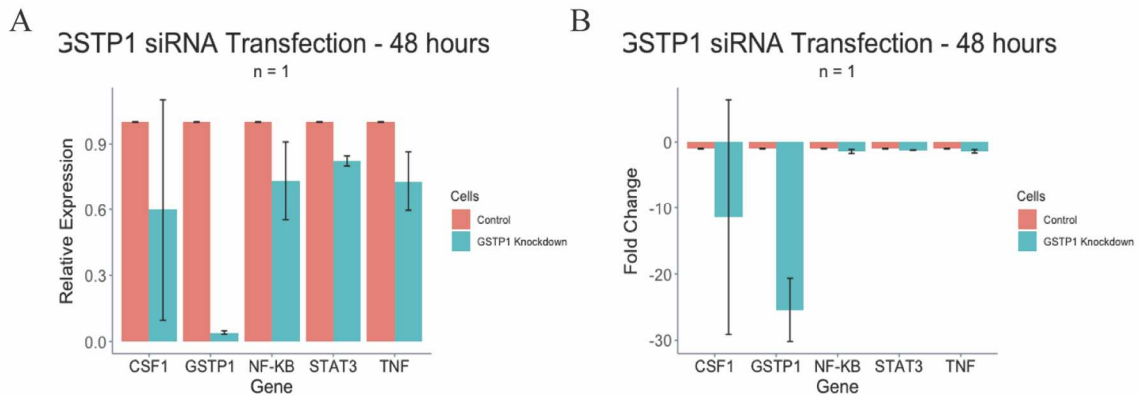 A
GSTP1 siRNA Transfection - 48 hours
n = 1
Relative Expression
0.9
0.6
0.3
0.0
CSF1 GSTP1 NF-KB STAT3 TNF
Gene
Cells
Control
GSTP1 Knockdown
B
GSTP1 siRNA Transfection - 48 hours
n = 1
Fold Change
0
-10
-20
-30
CSF1 GSTP1 NF-KB STAT3 TNF
Gene
Cells
Control
GSTP1 Knockdown